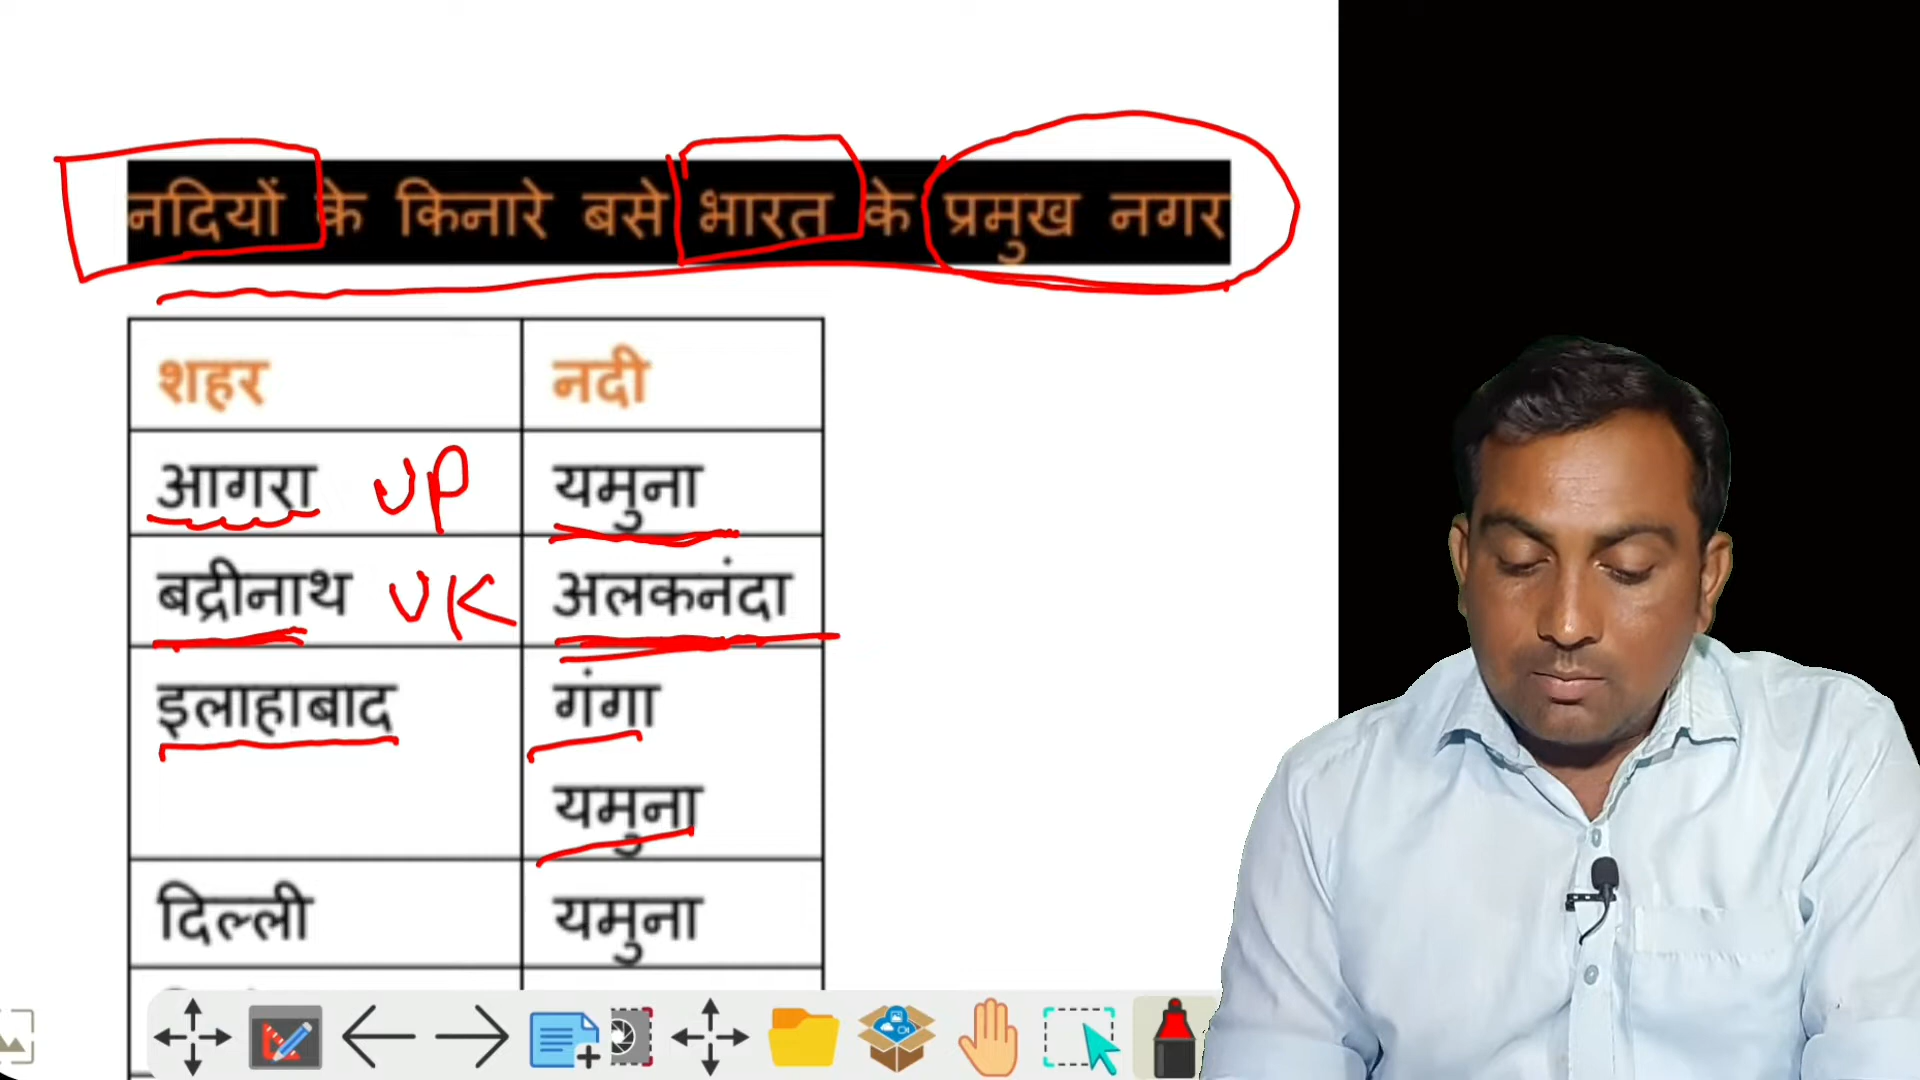 नदियों के किनारे बसे भारत के प्रमुख नगर
शहर नदी
आगरा UP यमुना
बद्रीनाथ UK अलकनंदा
इलाहाबाद गंगा
यमुना
दिल्ली यमुना